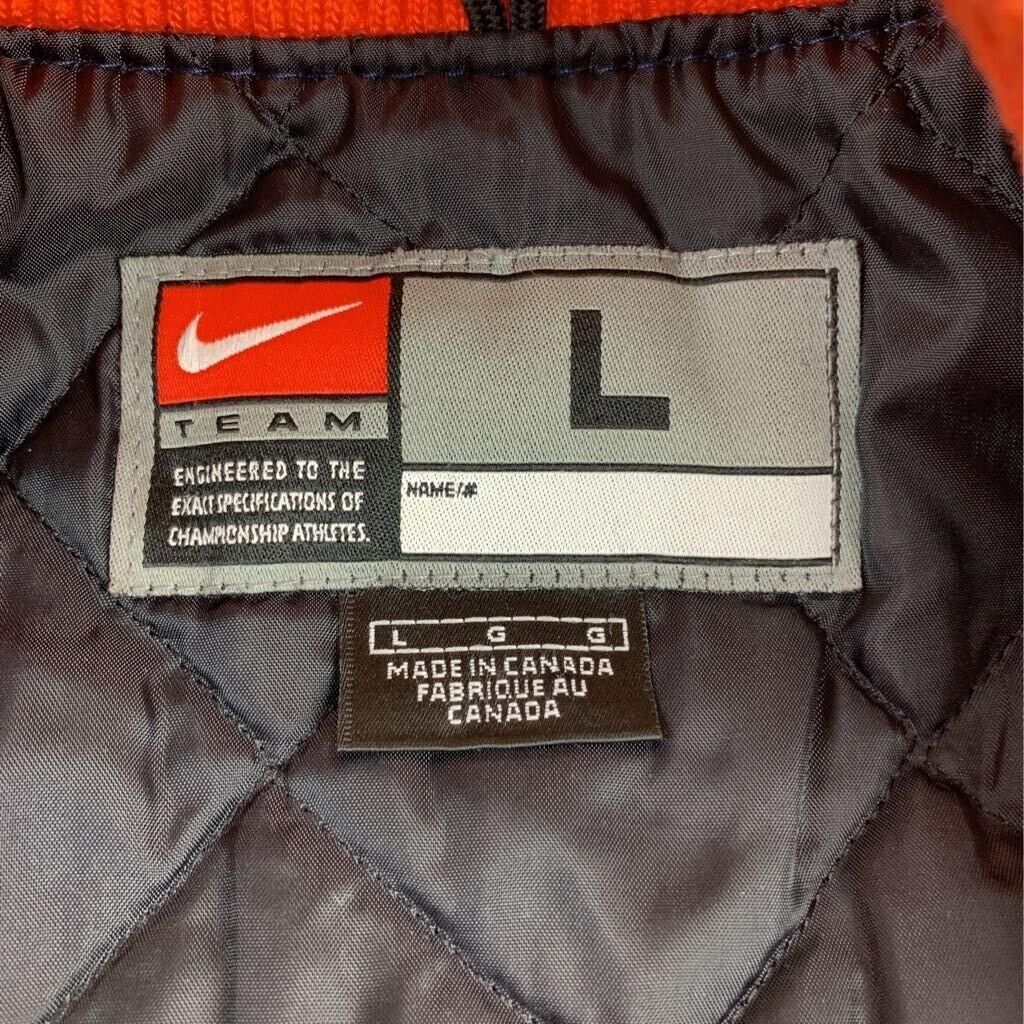 TEAM
ENGINEERED TO THE
EXACT SPECIFICATIONS OF
CHAMPIONSHIP ATHLETES.
L
NAME/#
L G G
MADE IN CANADA
FABRIQUE AU
CANADA